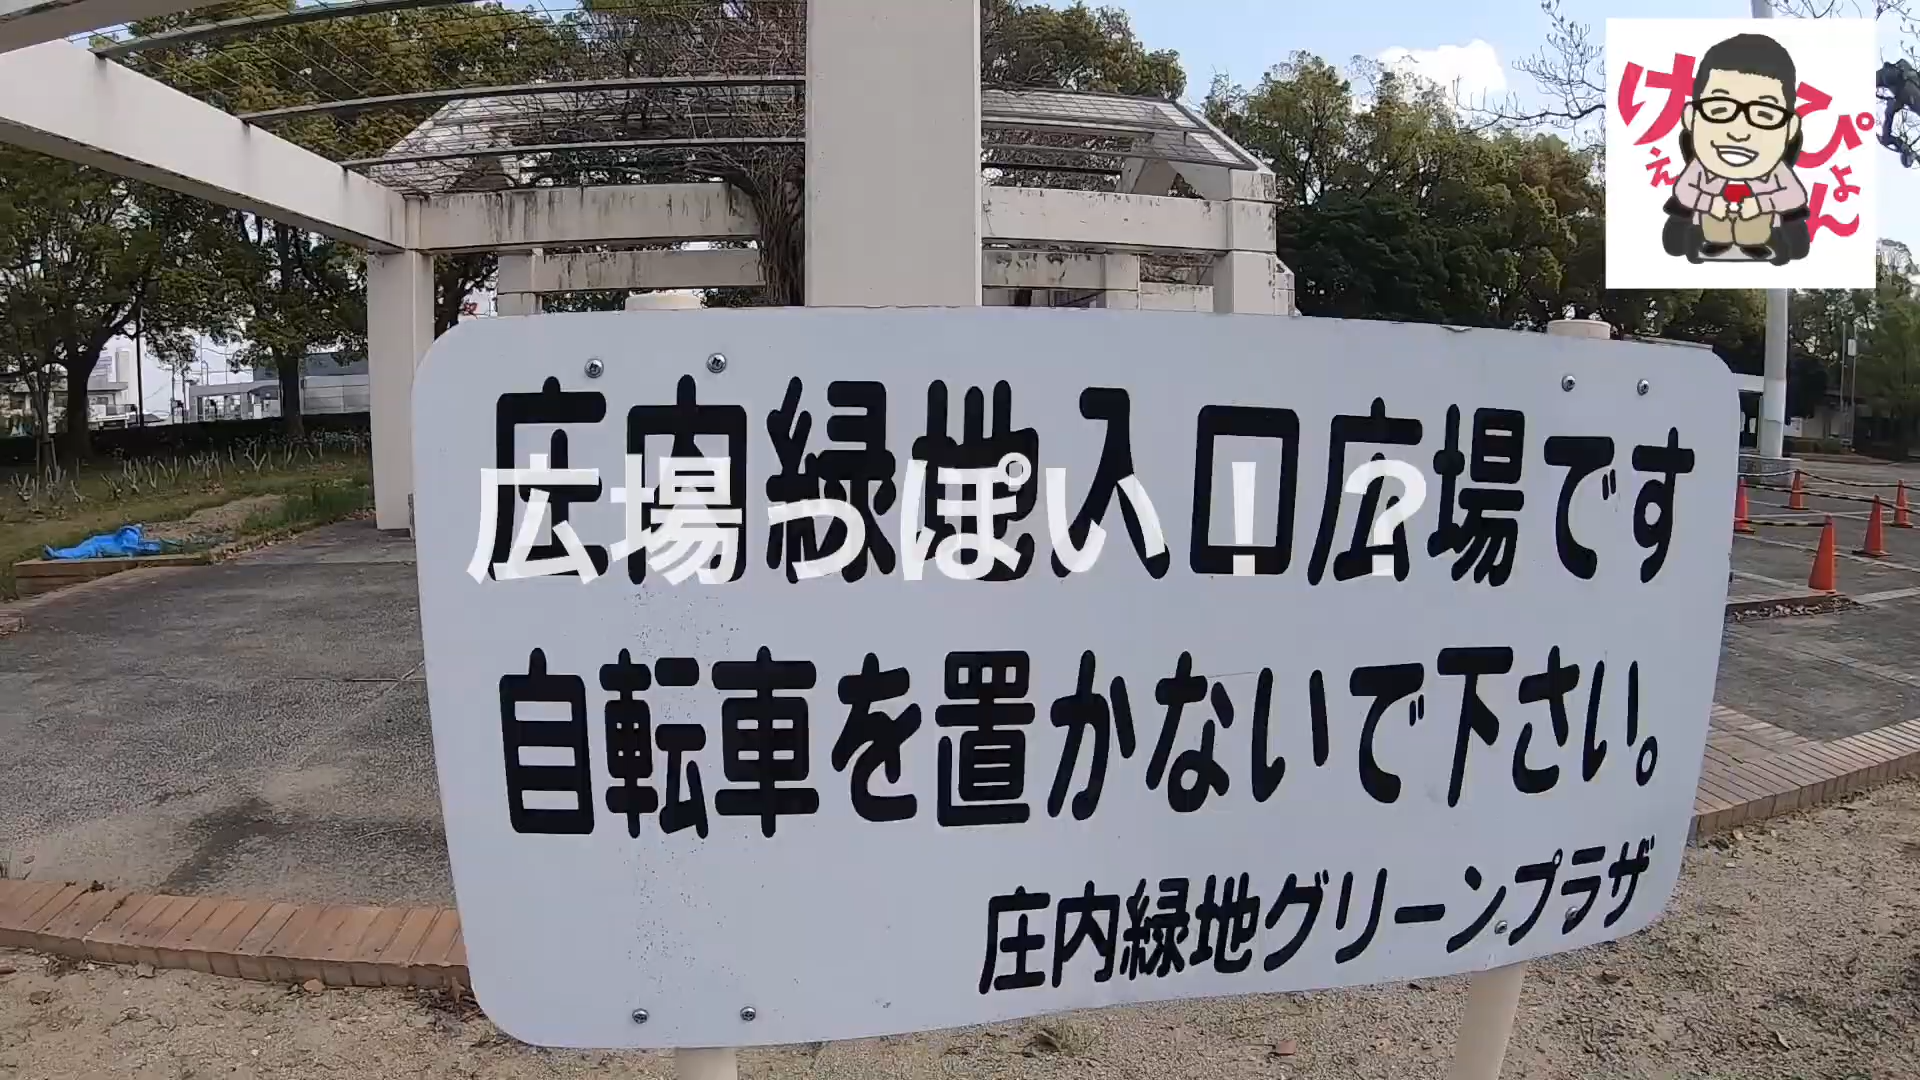 庄内緑地入口広場です
広場っぽい！？
自転車を置かないで下さい。
庄内緑地グリーンプラザ
けぇ
ぴょん